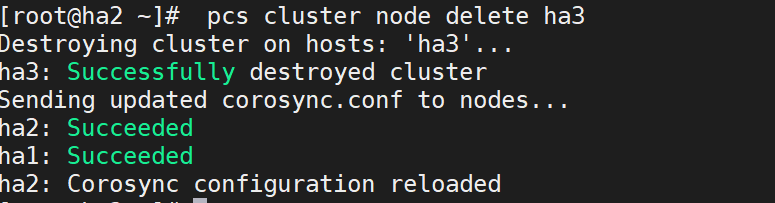 [root@ha2 ~]#  pcs cluster node delete ha3
Destroying cluster on hosts: 'ha3'...
ha3: Successfully destroyed cluster
Sending updated corosync.conf to nodes...
ha2: Succeeded
ha1: Succeeded
ha2: Corosync configuration reloaded